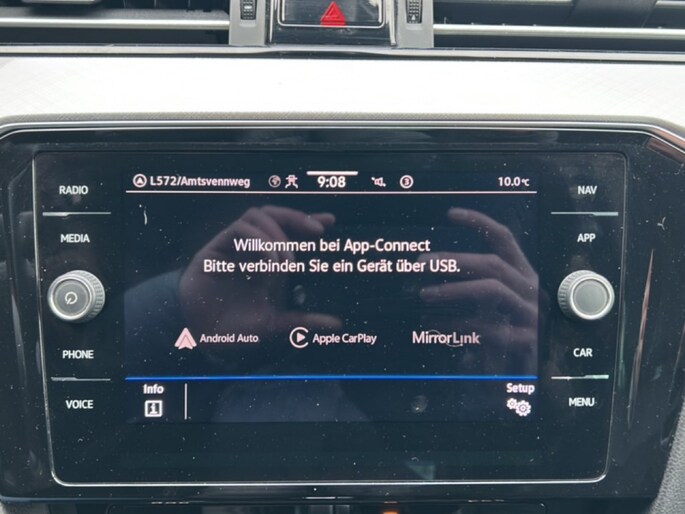 RADIO
MEDIA
PHONE
VOICE
L572/Amtsvennweg 9:08 3 10.0°C
Willkommen bei App-Connect
Bitte verbinden Sie ein Gerät über USB.
Android Auto Apple CarPlay MirrorLink
Info Setup
NAV
APP
CAR
MENU